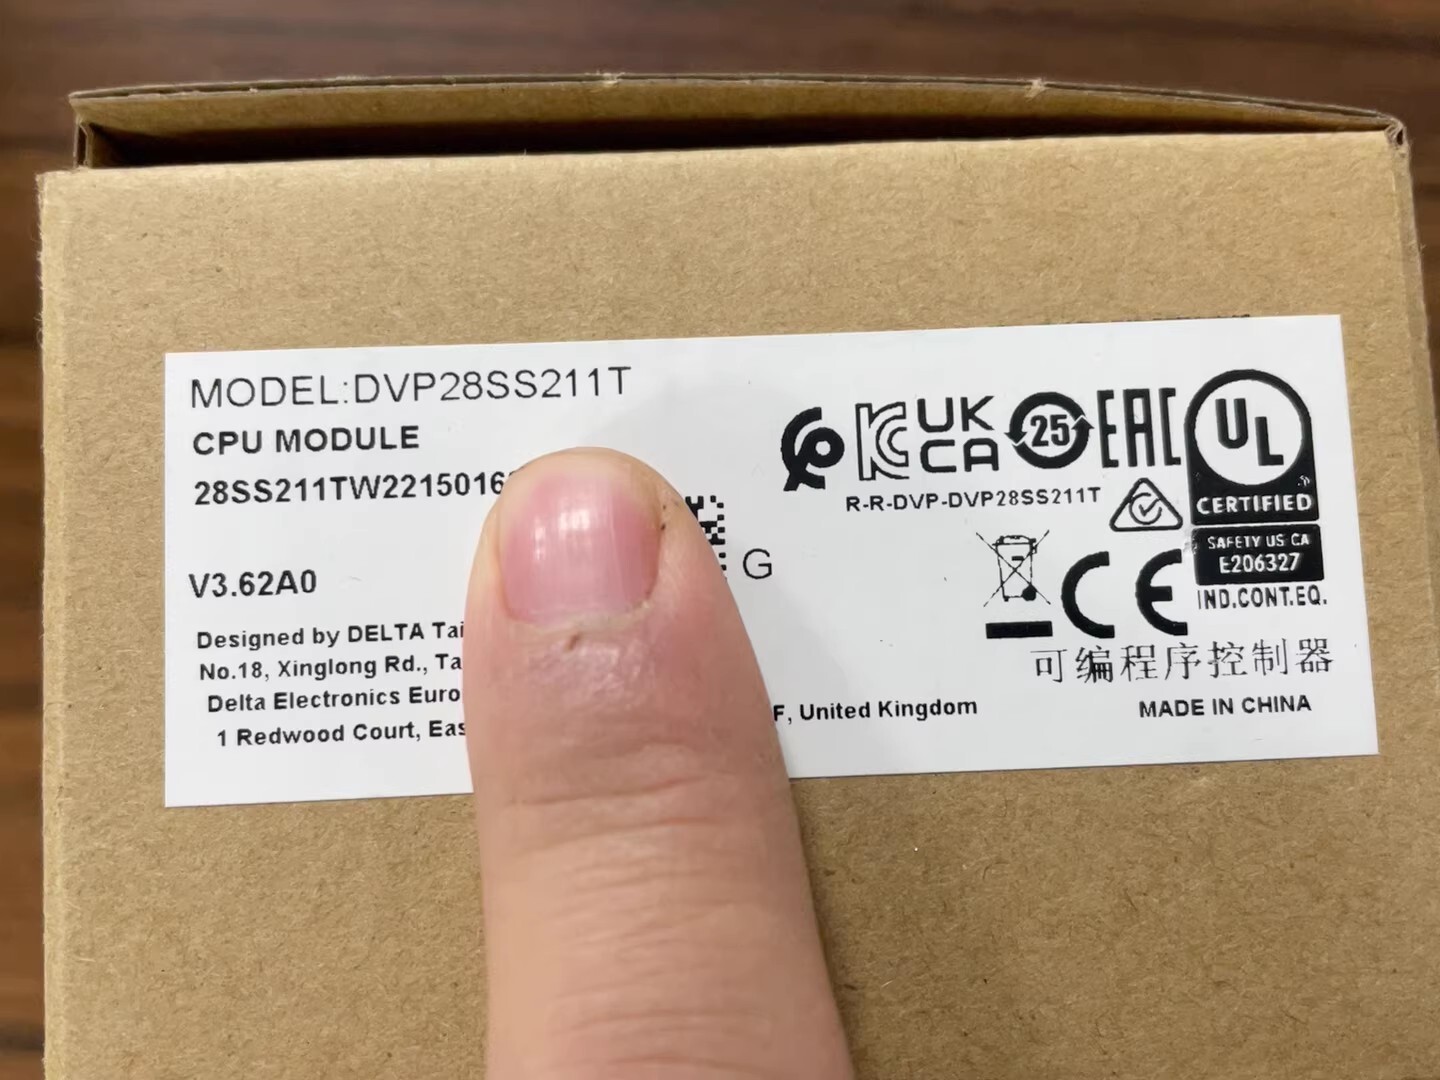 MODEL:DVP28SS211T
CPU MODULE
28SS211TW2215016
V3.62A0
G
Designed by DELTA
No.18, Xinglong Rd.,
Delta Electronics
1 Redwood Court,
F, United Kingdom
UK
CA
25
EAC
R-R-DVP-DVP28SS211T
UL
CERTIFIED
SAFETY US CA
E206327
IND.CONT.EQ.
CE
可编程序控制器
MADE IN CHINA